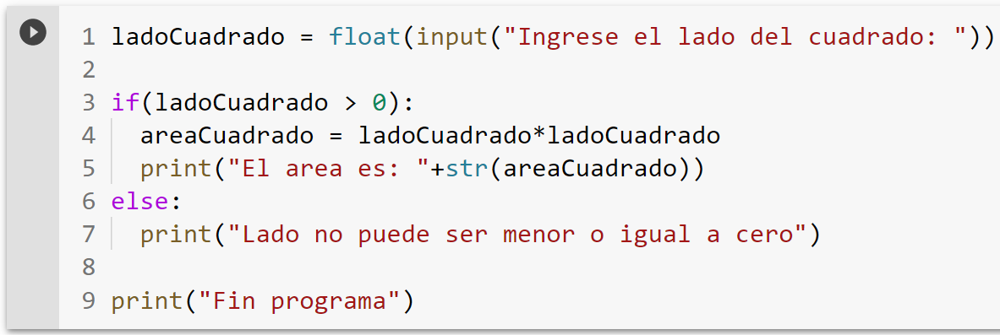 1 ladoCuadrado = float(input("Ingrese el lado del cuadrado: "))
2
3 if(ladoCuadrado > 0):
4   areaCuadrado = ladoCuadrado*ladoCuadrado
5   print("El area es: "+str(areaCuadrado))
6 else:
7   print("Lado no puede ser menor o igual a cero")
8
9 print("Fin programa")